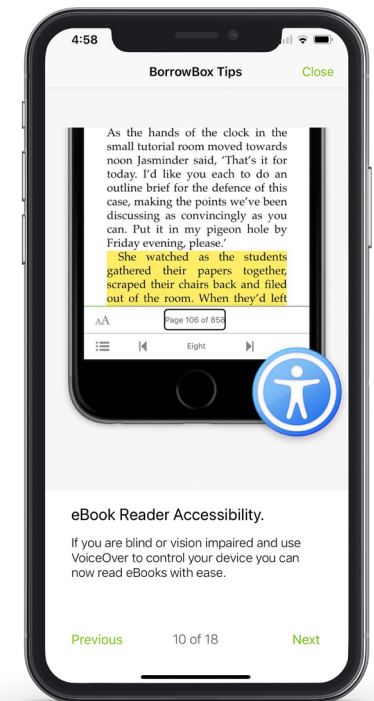 4:58
BorrowBox Tips
Close
As the hands of the clock in the
small tutorial room moved towards
noon Jasminder said, ‘That’s it for
today. I’d like you each to do an
outline brief for the defence of this
case, making the points we’ve been
discussing as convincingly as you
can. Put it in my pigeon hole by
Friday evening, please.’
She watched as the students
gathered their papers together,
scraped their chairs back and filed
out of the room. When they’d left
AA
Page 106 of 858
Eight
eBook Reader Accessibility.
If you are blind or vision impaired and use
VoiceOver to control your device you can
now read eBooks with ease.
Previous
10 of 18
Next